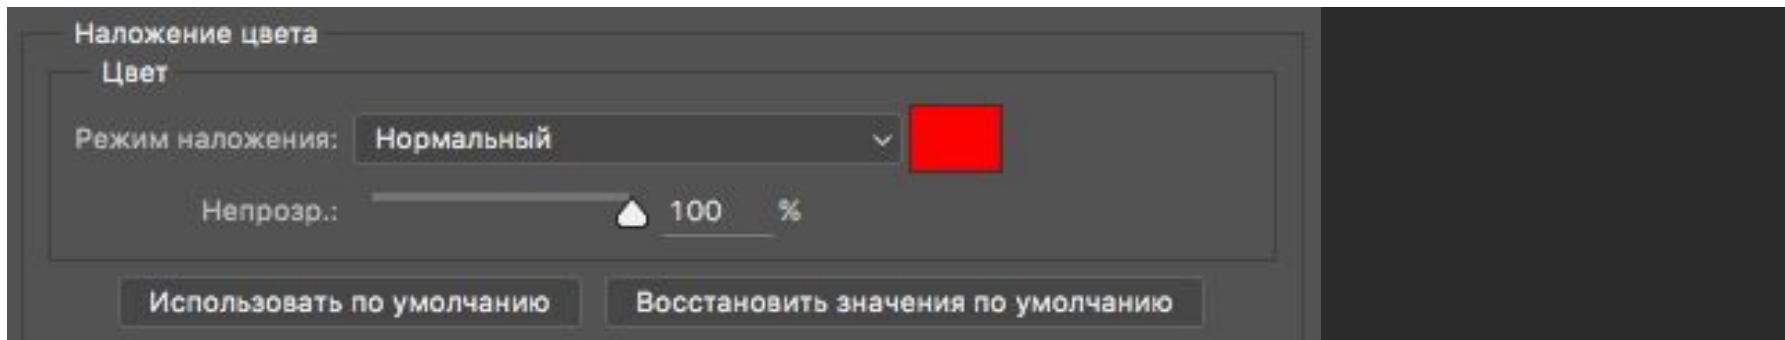 Наложение цвета
Цвет
Режим наложения: Нормальный
Непрозр.: 100 %
Использовать по умолчанию Восстановить значения по умолчанию